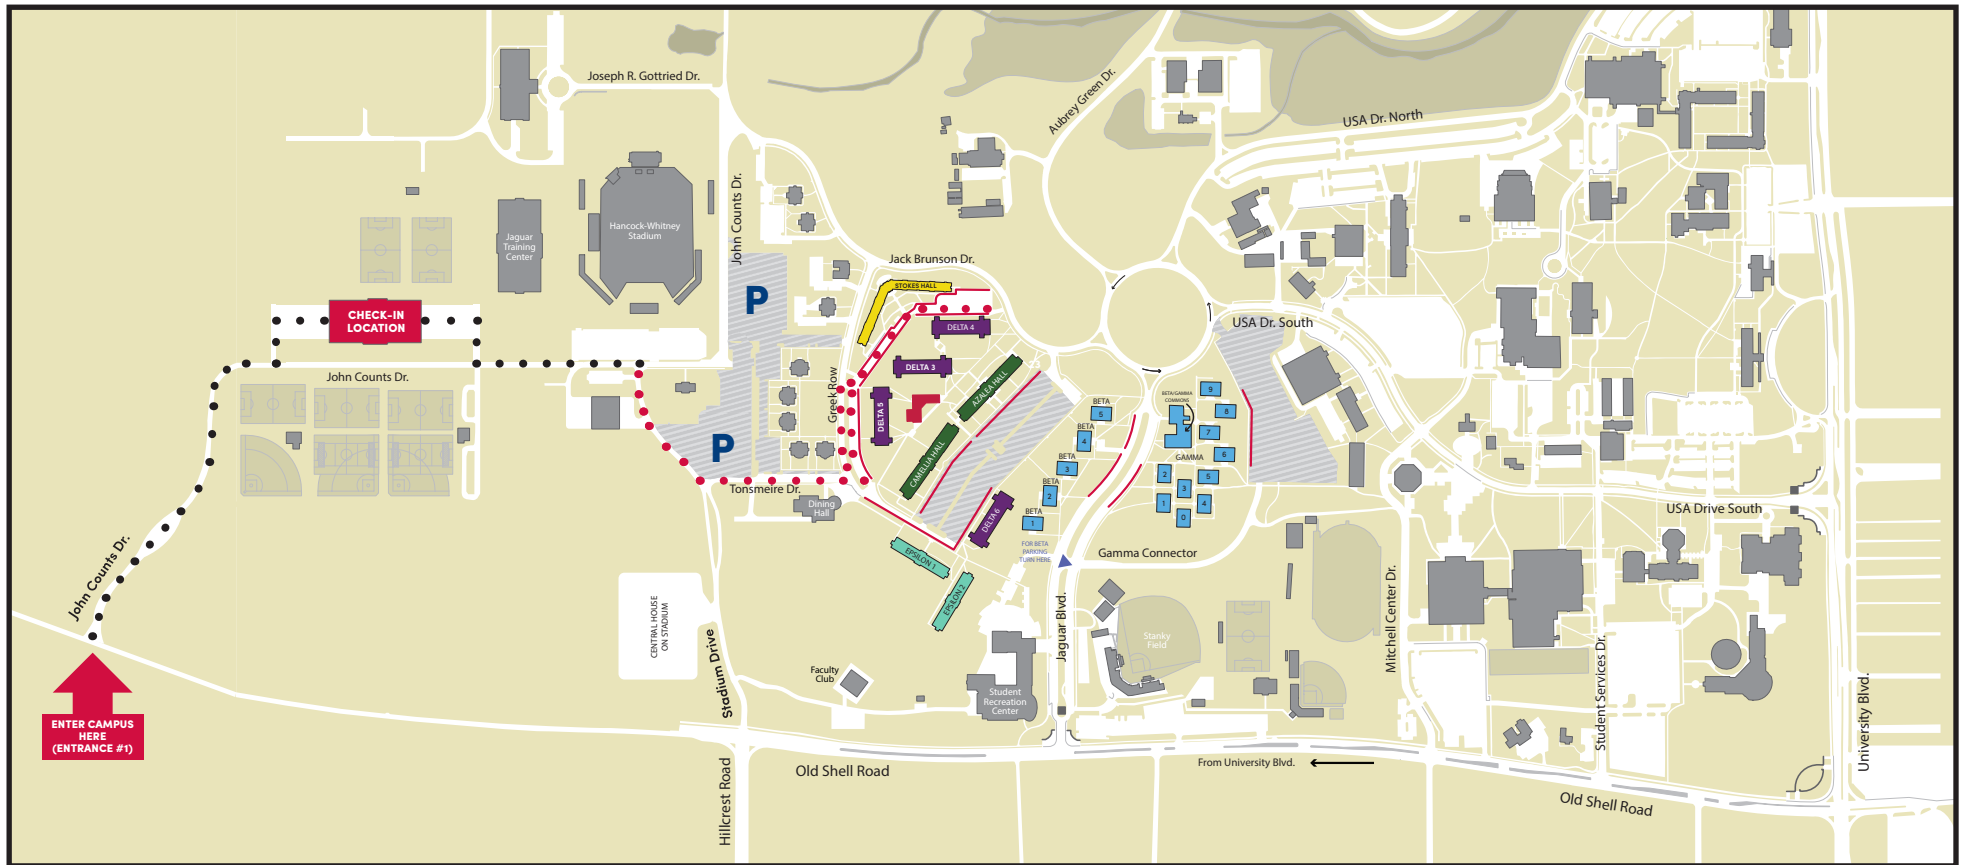 Joseph R. Gottried Dr.
Aubrey Green Dr.
USA Dr. North
John Counts Dr.
Hancock-Whitney
Stadium
Jaguar
Training
Center
Jack Brunson Dr.
STOKES HALL
P
CHECK-IN
LOCATION
DELTA 4
USA Dr. South
John Counts Dr.
DELTA 3
AZALEA HALL
Greek Row
DELTA 5
BETA
5
BETA/GAMMA
COMMONS
9
8
BETA
4
7
P
CAMELLIA HALL
BETA
3
GAMMA
6
2
5
Tonsmeire Dr.
BETA
2
3
1
4
Dining
Hall
DELTA 6
BETA
1
0
USA Drive South
EPSILON 1
FOR BETA
PARKING
TURN HERE
Gamma Connector
John Counts Dr.
EPSILON 2
CENTRAL HOUSE
ON STADIUM
Jaguar Blvd.
Stanky
Field
Mitchell Center Dr.
Stadium Drive
Faculty
Club
Student
Recreation
Center
Student Services Dr.
University Blvd.
ENTER CAMPUS
HERE
(ENTRANCE #1)
Hillcrest Road
Old Shell Road
From University Blvd.
Old Shell Road